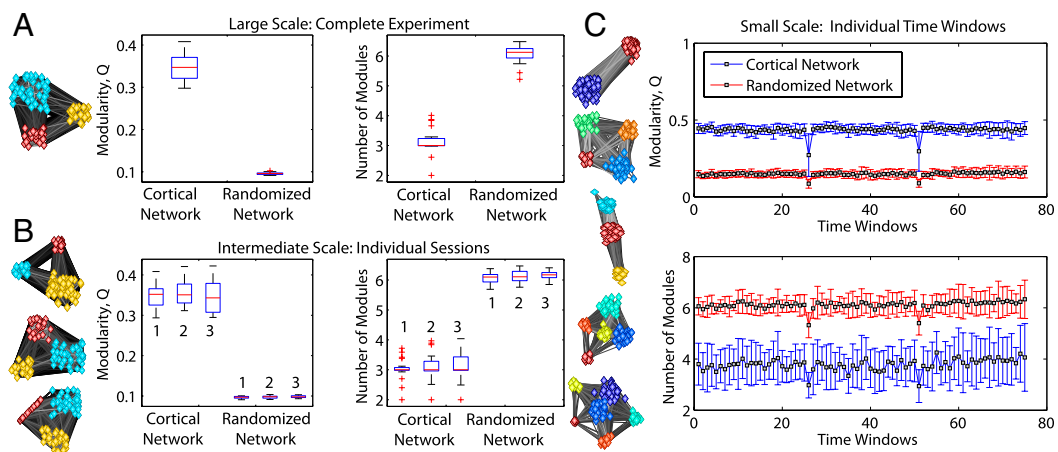 A
Large Scale: Complete Experiment
Modularity, Q
0.4
0.3
0.2
0.1
Cortical Network
Randomized Network
Number of Modules
6
5
4
3
2
Cortical Network
Randomized Network
B
Intermediate Scale: Individual Sessions
Modularity, Q
0.4
0.3
0.2
0.1
1 2 3
1 2 3
Cortical Network
Randomized Network
Number of Modules
6
5
4
3
2
1 2 3
1 2 3
Cortical Network
Randomized Network
C
Small Scale: Individual Time Windows
Modularity, Q
1
0.5
0
Cortical Network
Randomized Network
0 20 40 60 80
Time Windows
Number of Modules
8
6
4
2
0 20 40 60 80
Time Windows